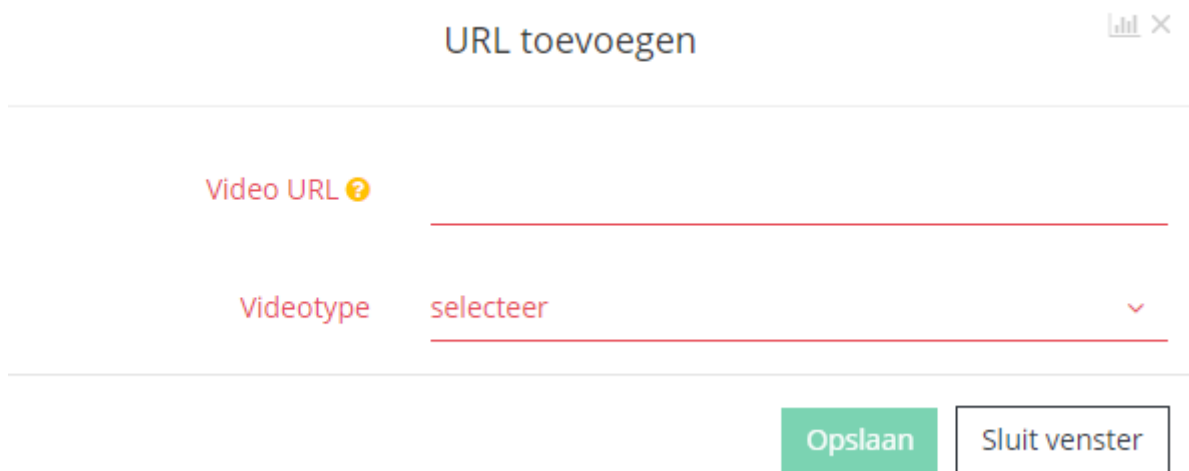 URL toevoegen
Video URL
Videotype selecteer
Opslaan Sluit venster